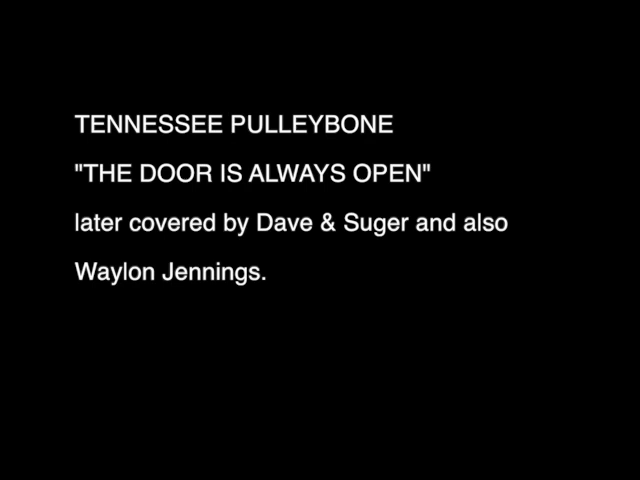 TENNESSEE PULLEYBONE
"THE DOOR IS ALWAYS OPEN"
later covered by Dave & Suger and also
Waylon Jennings.